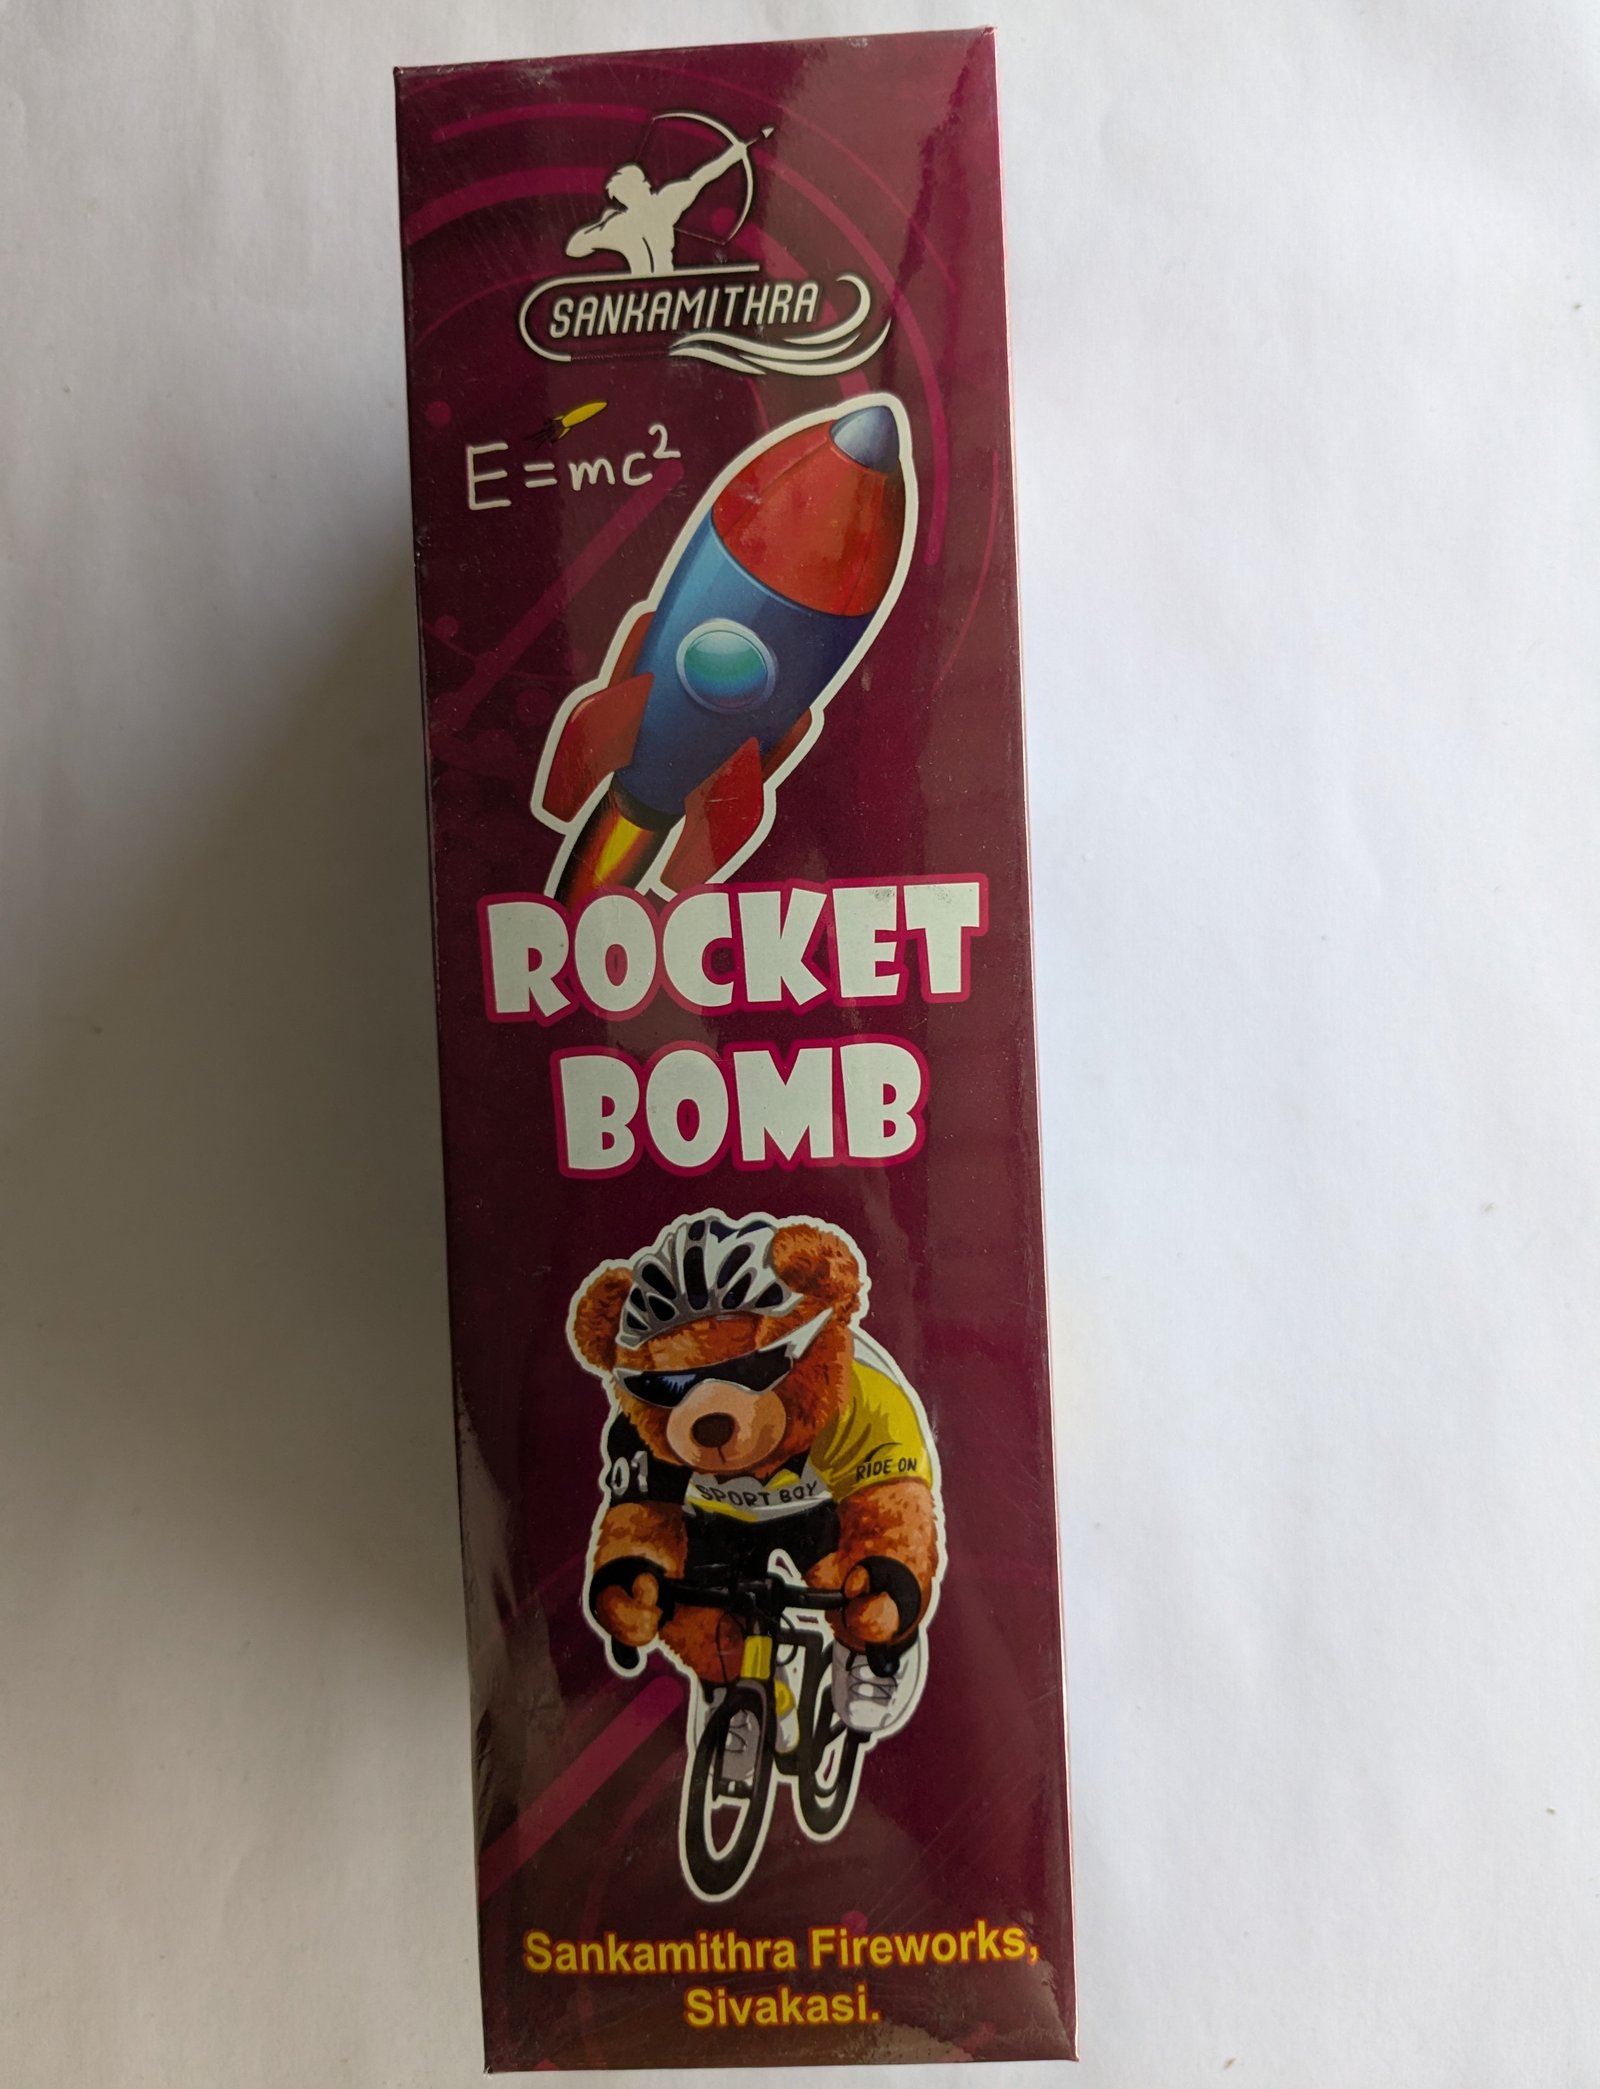 SANKAMITHRA
E=mc²
ROCKET
BOMB
RIDE ON
01
SPORT BOY
Sankamithra Fireworks,
Sivakasi.